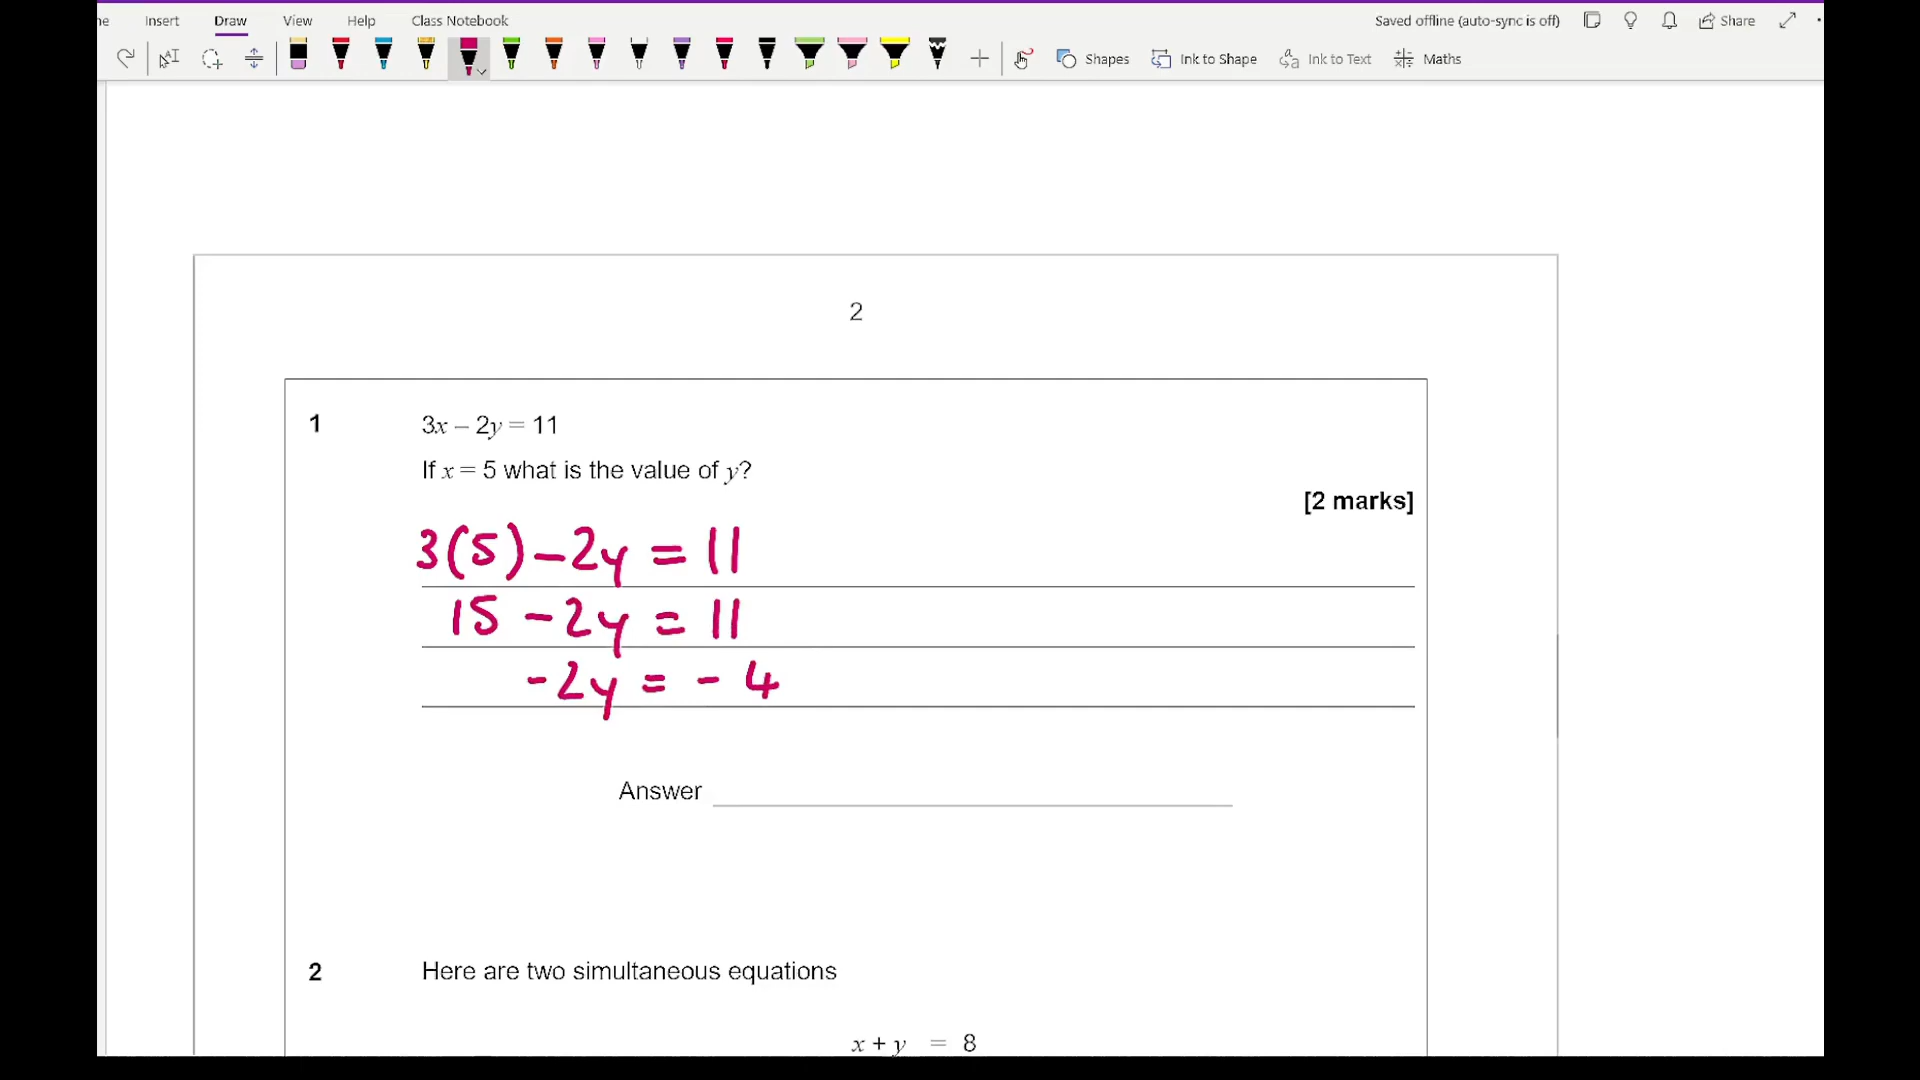 ne Insert Draw View Help Class Notebook Saved offline (auto-sync is off) Share
Shapes Ink to Shape Ink to Text Maths
2
1 3x – 2y = 11
If x = 5 what is the value of y?
[2 marks]
3(5) – 2y = 11
15 – 2y = 11
-2y = - 4
Answer
2 Here are two simultaneous equations
x + y = 8